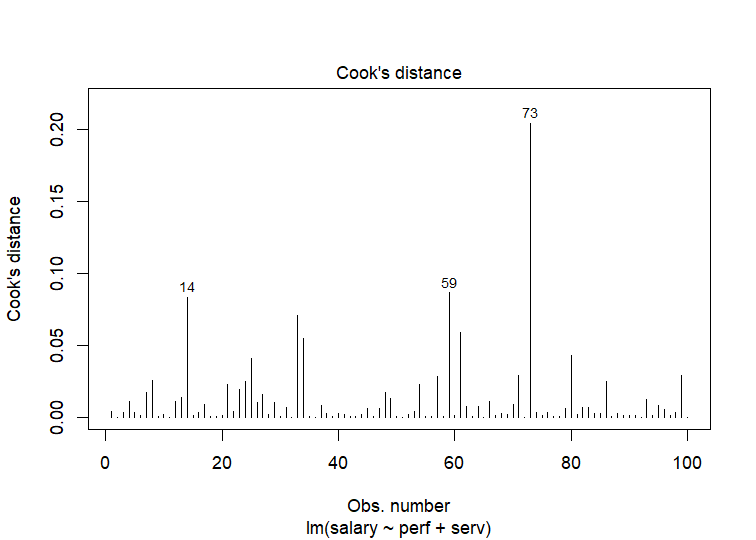 Cook's distance
73
14
59
Cook's distance
0.20
0.15
0.10
0.05
0.00
0 20 40 60 80 100
Obs. number
lm(salary ~ perf + serv)